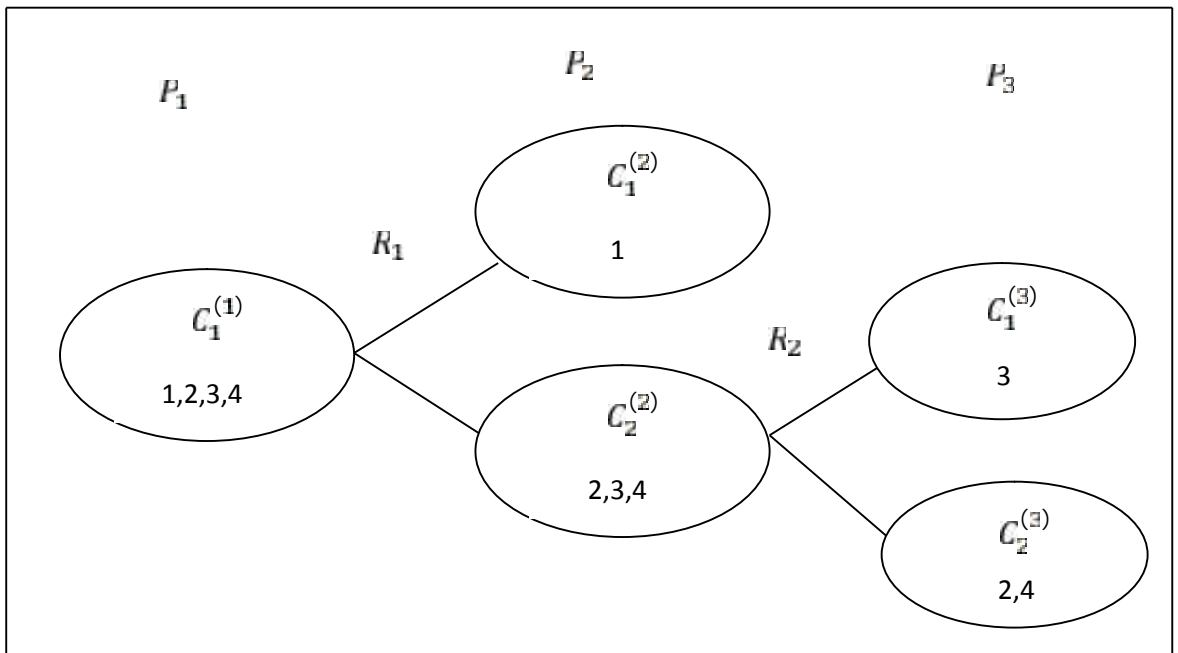 P₁
P₂
P₃
C₁⁽²⁾
1
R₁
C₁⁽¹⁾
1,2,3,4
C₂⁽²⁾
2,3,4
R₂
C₁⁽³⁾
3
C₂⁽³⁾
2,4